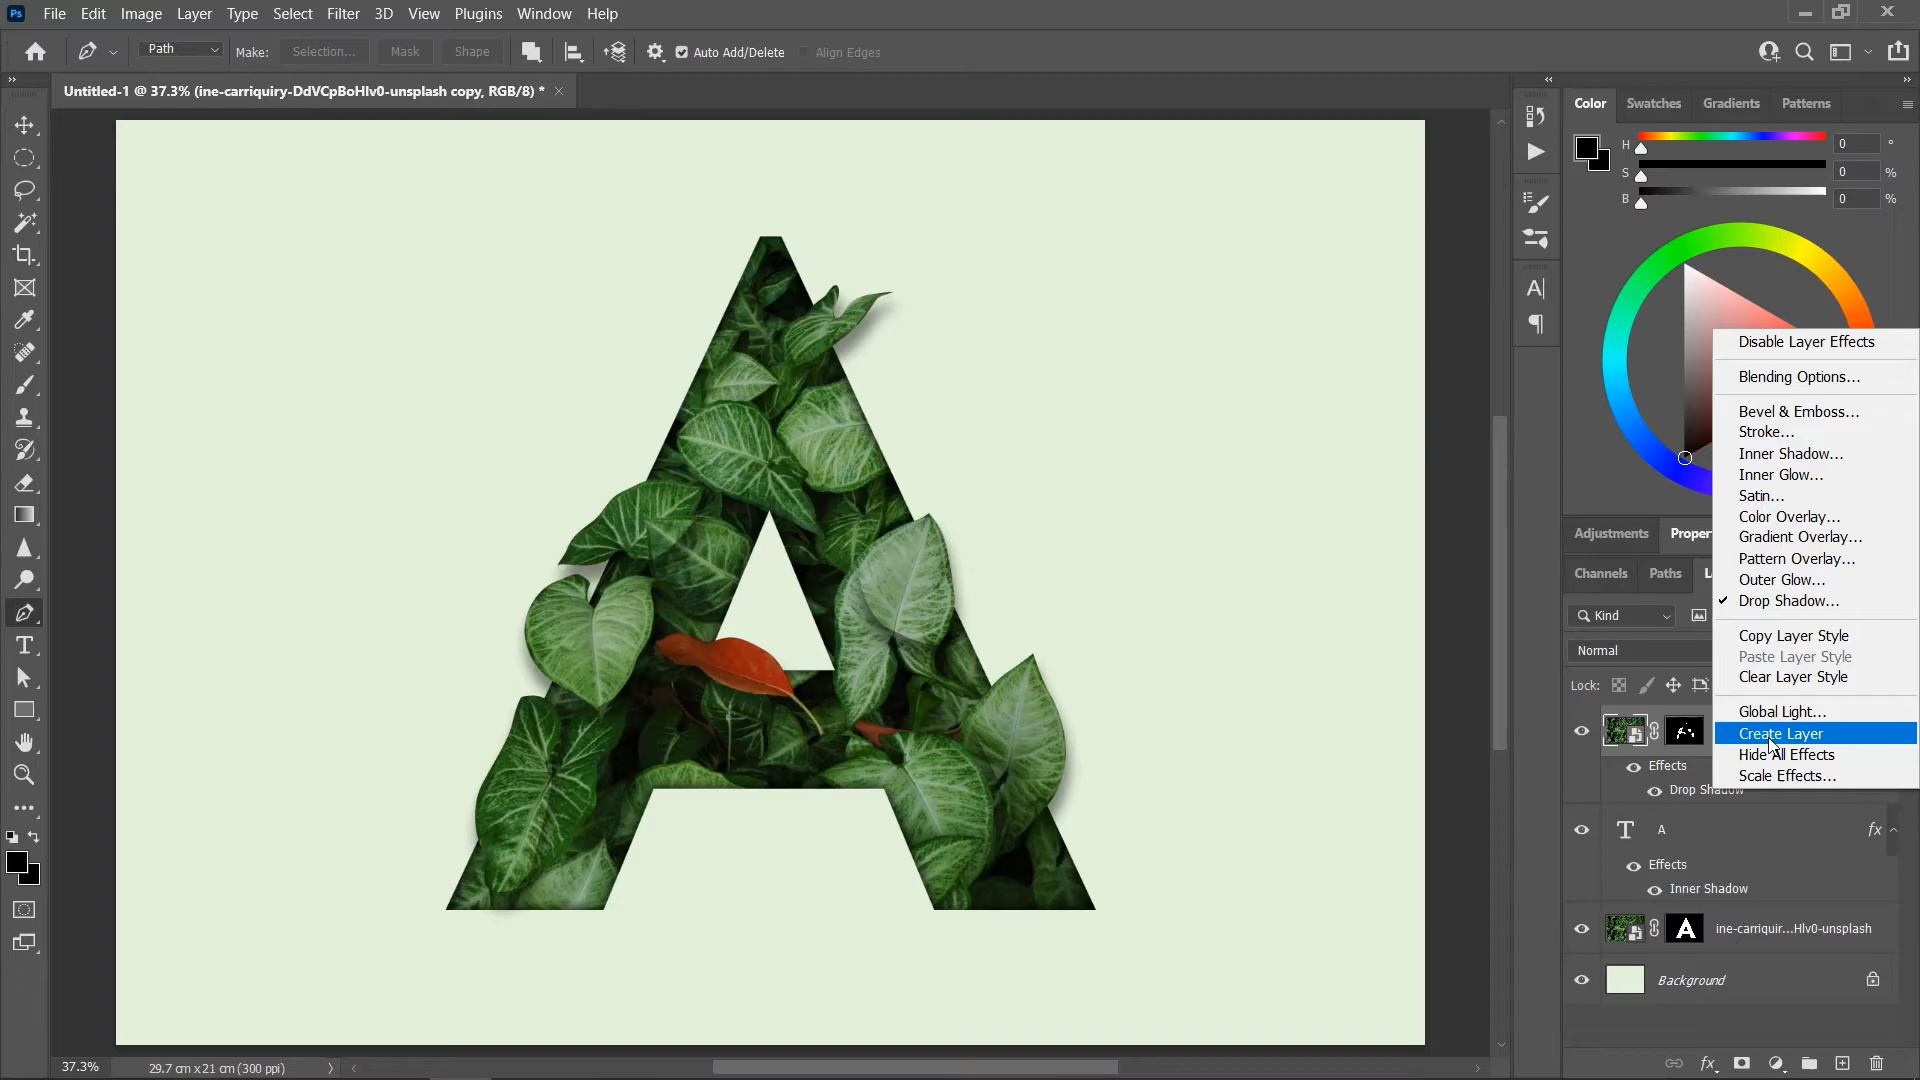 Ps File Edit Image Layer Type Select Filter 3D View Plugins Window Help
Path Make: Selection... Mask Shape Auto Add/Delete Align Edges
Untitled-1 @ 37.3% (ine-carriquiry-DdVCpBoHlv0-unsplash copy, RGB/8) *
Color Swatches Gradients Patterns
H 0 °
S 0 %
B 0 %
Disable Layer Effects
Blending Options...
Bevel & Emboss...
Stroke...
Inner Shadow...
Inner Glow...
Satin...
Color Overlay...
Gradient Overlay...
Pattern Overlay...
Outer Glow...
Drop Shadow...
Copy Layer Style
Paste Layer Style
Clear Layer Style
Global Light...
Create Layer
Hide All Effects
Scale Effects...
Adjustments Proper
Channels Paths L
Kind
Normal
Lock:
Effects
Drop Shadow
T A fx
Effects
Inner Shadow
A ine-carriquir...Hlv0-unsplash
Background
fx
37.3% 29.7 cm x 21 cm (300 ppi)